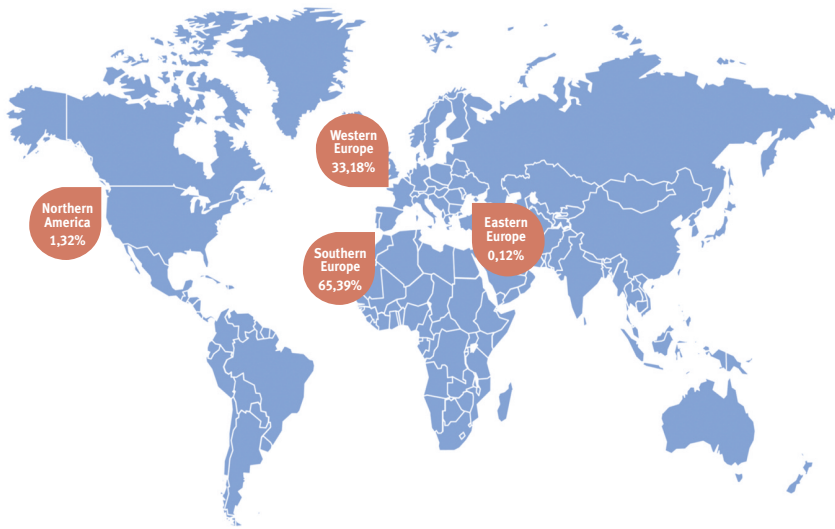 Western
Europe
33,18%
Northern
America
1,32%
Eastern
Europe
0,12%
Southern
Europe
65,39%